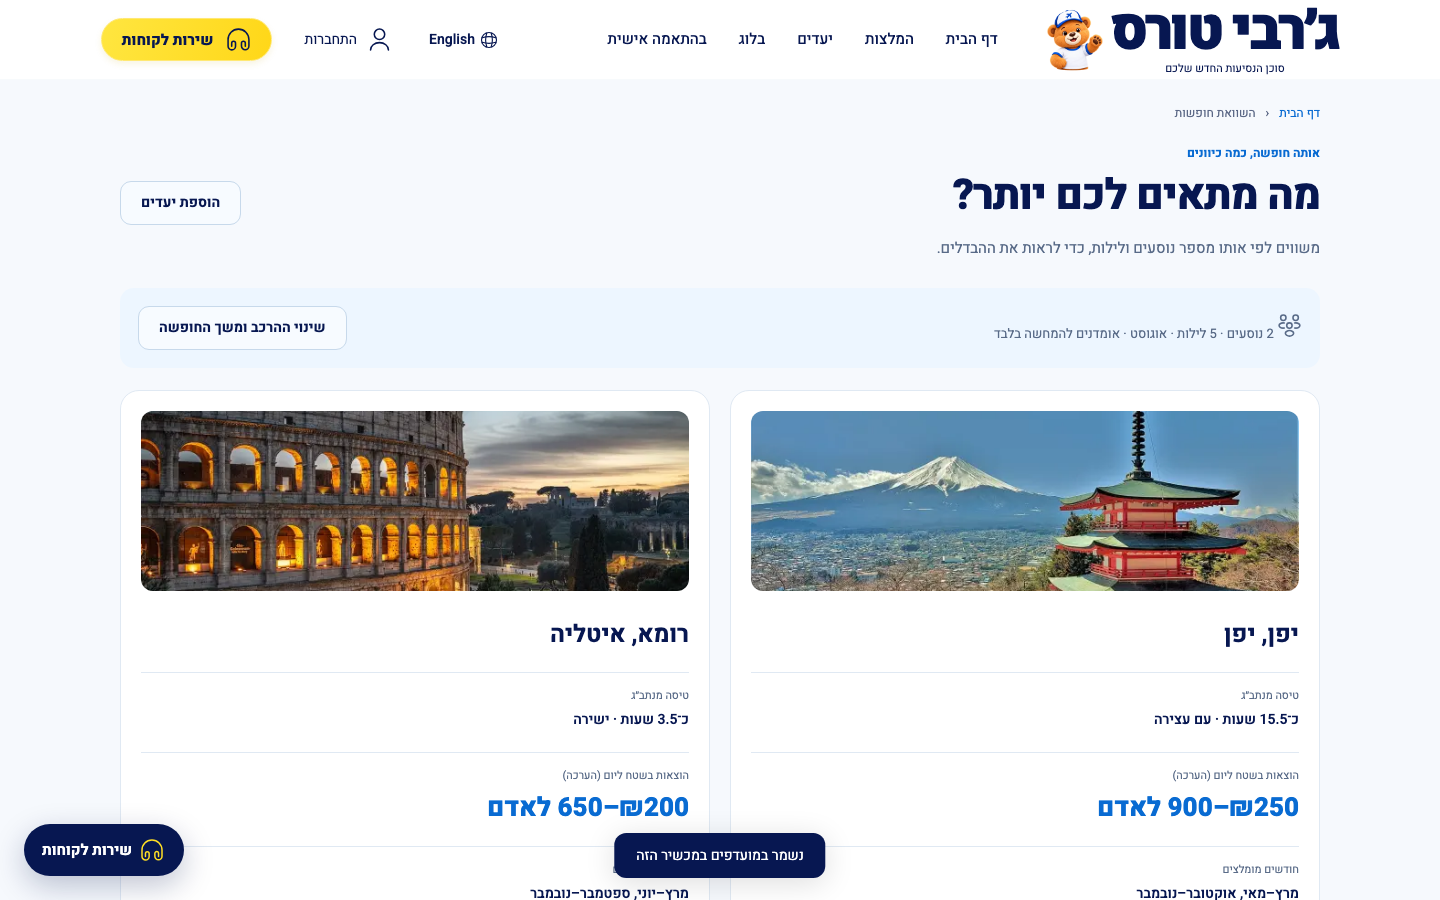 ג'רבי טורס
סוכן הנסיעות החדש שלכם
דף הבית
המלצות
יעדים
בלוג
בהתאמה אישית
English
התחברות
שירות לקוחות
דף הבית ‹ השוואת חופשות
אותה חופשה, כמה כיוונים
מה מתאים לכם יותר?
משווים לפי אותו מספר נוסעים ולילות, כדי לראות את ההבדלים.
הוספת יעדים
2 נוסעים · 5 לילות · אוגוסט · אומדנים להמחשה בלבד
שינוי ההרכב ומשך החופשה
יפן, יפן
טיסה מנתב״ג
כ־15.5 שעות · עם עצירה
הוצאות בשטח ליום (הערכה)
₪250–900 לאדם
חודשים מומלצים
מרץ–מאי, אוקטובר–נובמבר
רומא, איטליה
טיסה מנתב״ג
כ־3.5 שעות · ישירה
הוצאות בשטח ליום (הערכה)
₪200–650 לאדם
מרץ–יוני, ספטמבר–נובמבר
נשמר במועדפים במכשיר הזה
שירות לקוחות